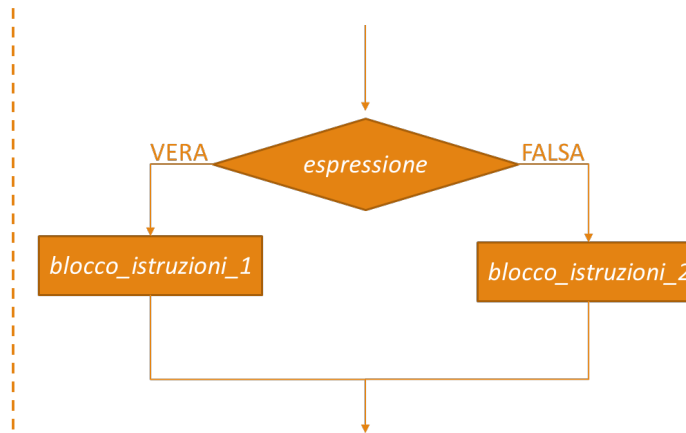 VERA
espressione
FALSA
blocco_istruzioni_1
blocco_istruzioni_2